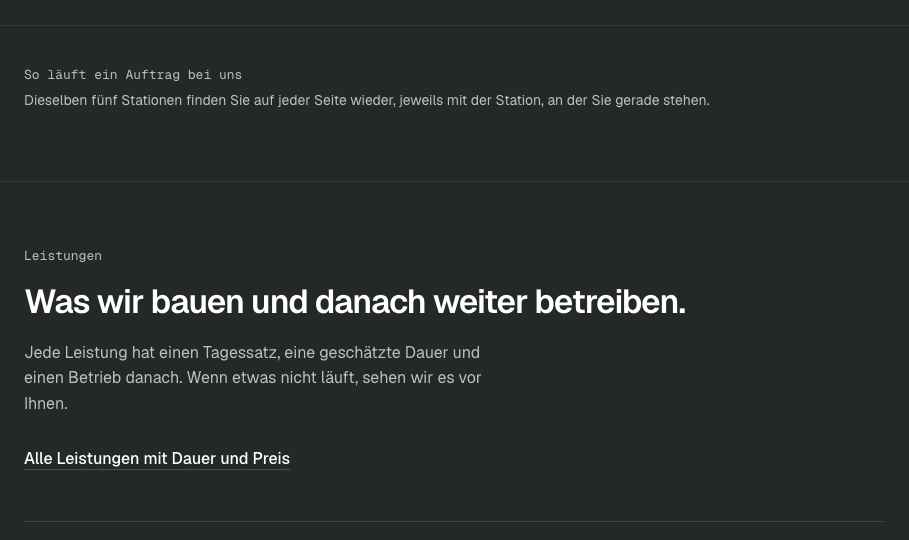 So läuft ein Auftrag bei uns
Dieselben fünf Stationen finden Sie auf jeder Seite wieder, jeweils mit der Station, an der Sie gerade stehen.
Leistungen
Was wir bauen und danach weiter betreiben.
Jede Leistung hat einen Tagessatz, eine geschätzte Dauer und
einen Betrieb danach. Wenn etwas nicht läuft, sehen wir es vor
Ihnen.
Alle Leistungen mit Dauer und Preis